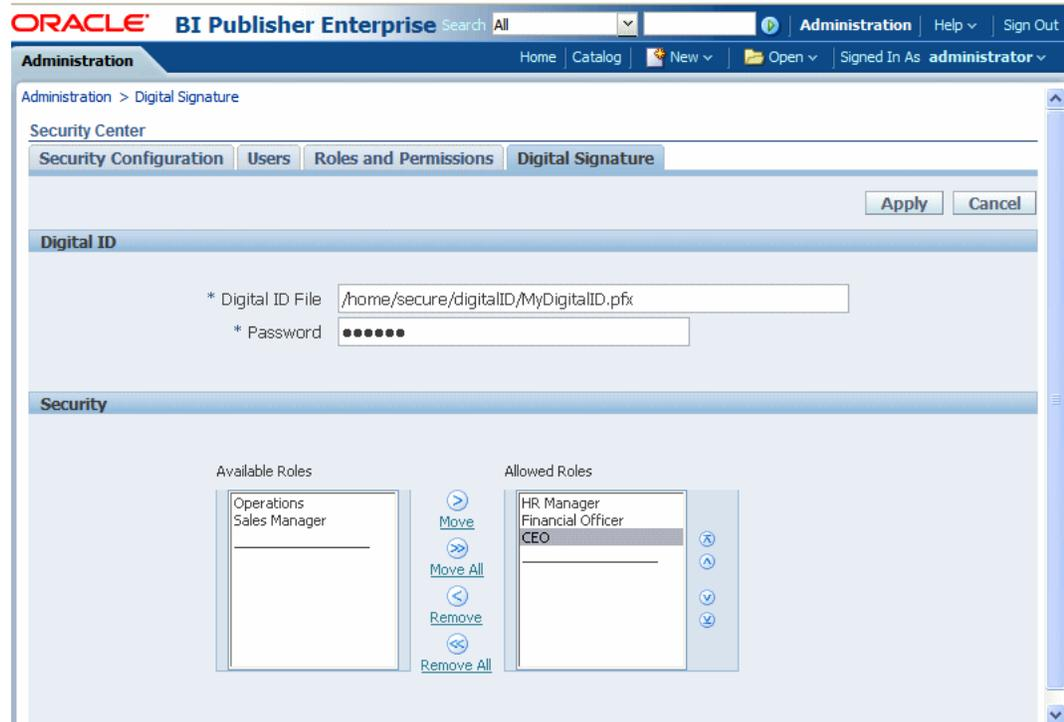 ORACLE BI Publisher Enterprise Search All Administration Help Sign Out
Administration Home Catalog New Open Signed In As administrator
Administration > Digital Signature
Security Center
Security Configuration Users Roles and Permissions Digital Signature
Apply Cancel
Digital ID
* Digital ID File /home/secure/digitalID/MyDigitalID.pfx
* Password ●●●●●●
Security
Available Roles Allowed Roles
Operations
Sales Manager
Move
Move All
Remove
Remove All
HR Manager
Financial Officer
CEO